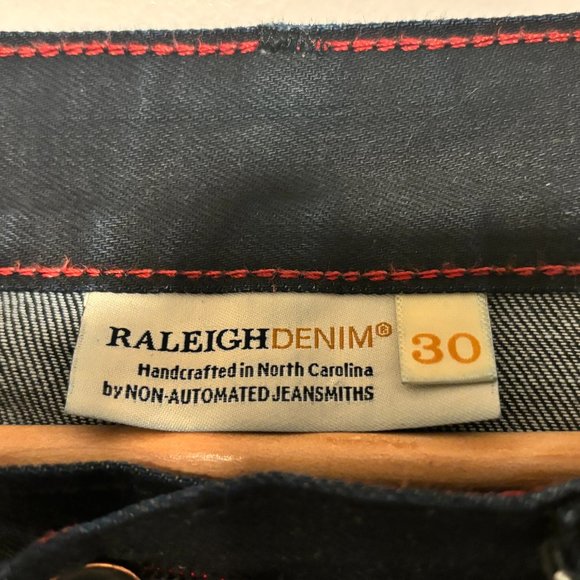 RALEIGHDENIM®
30
Handcrafted in North Carolina
by NON-AUTOMATED JEANSMITHS